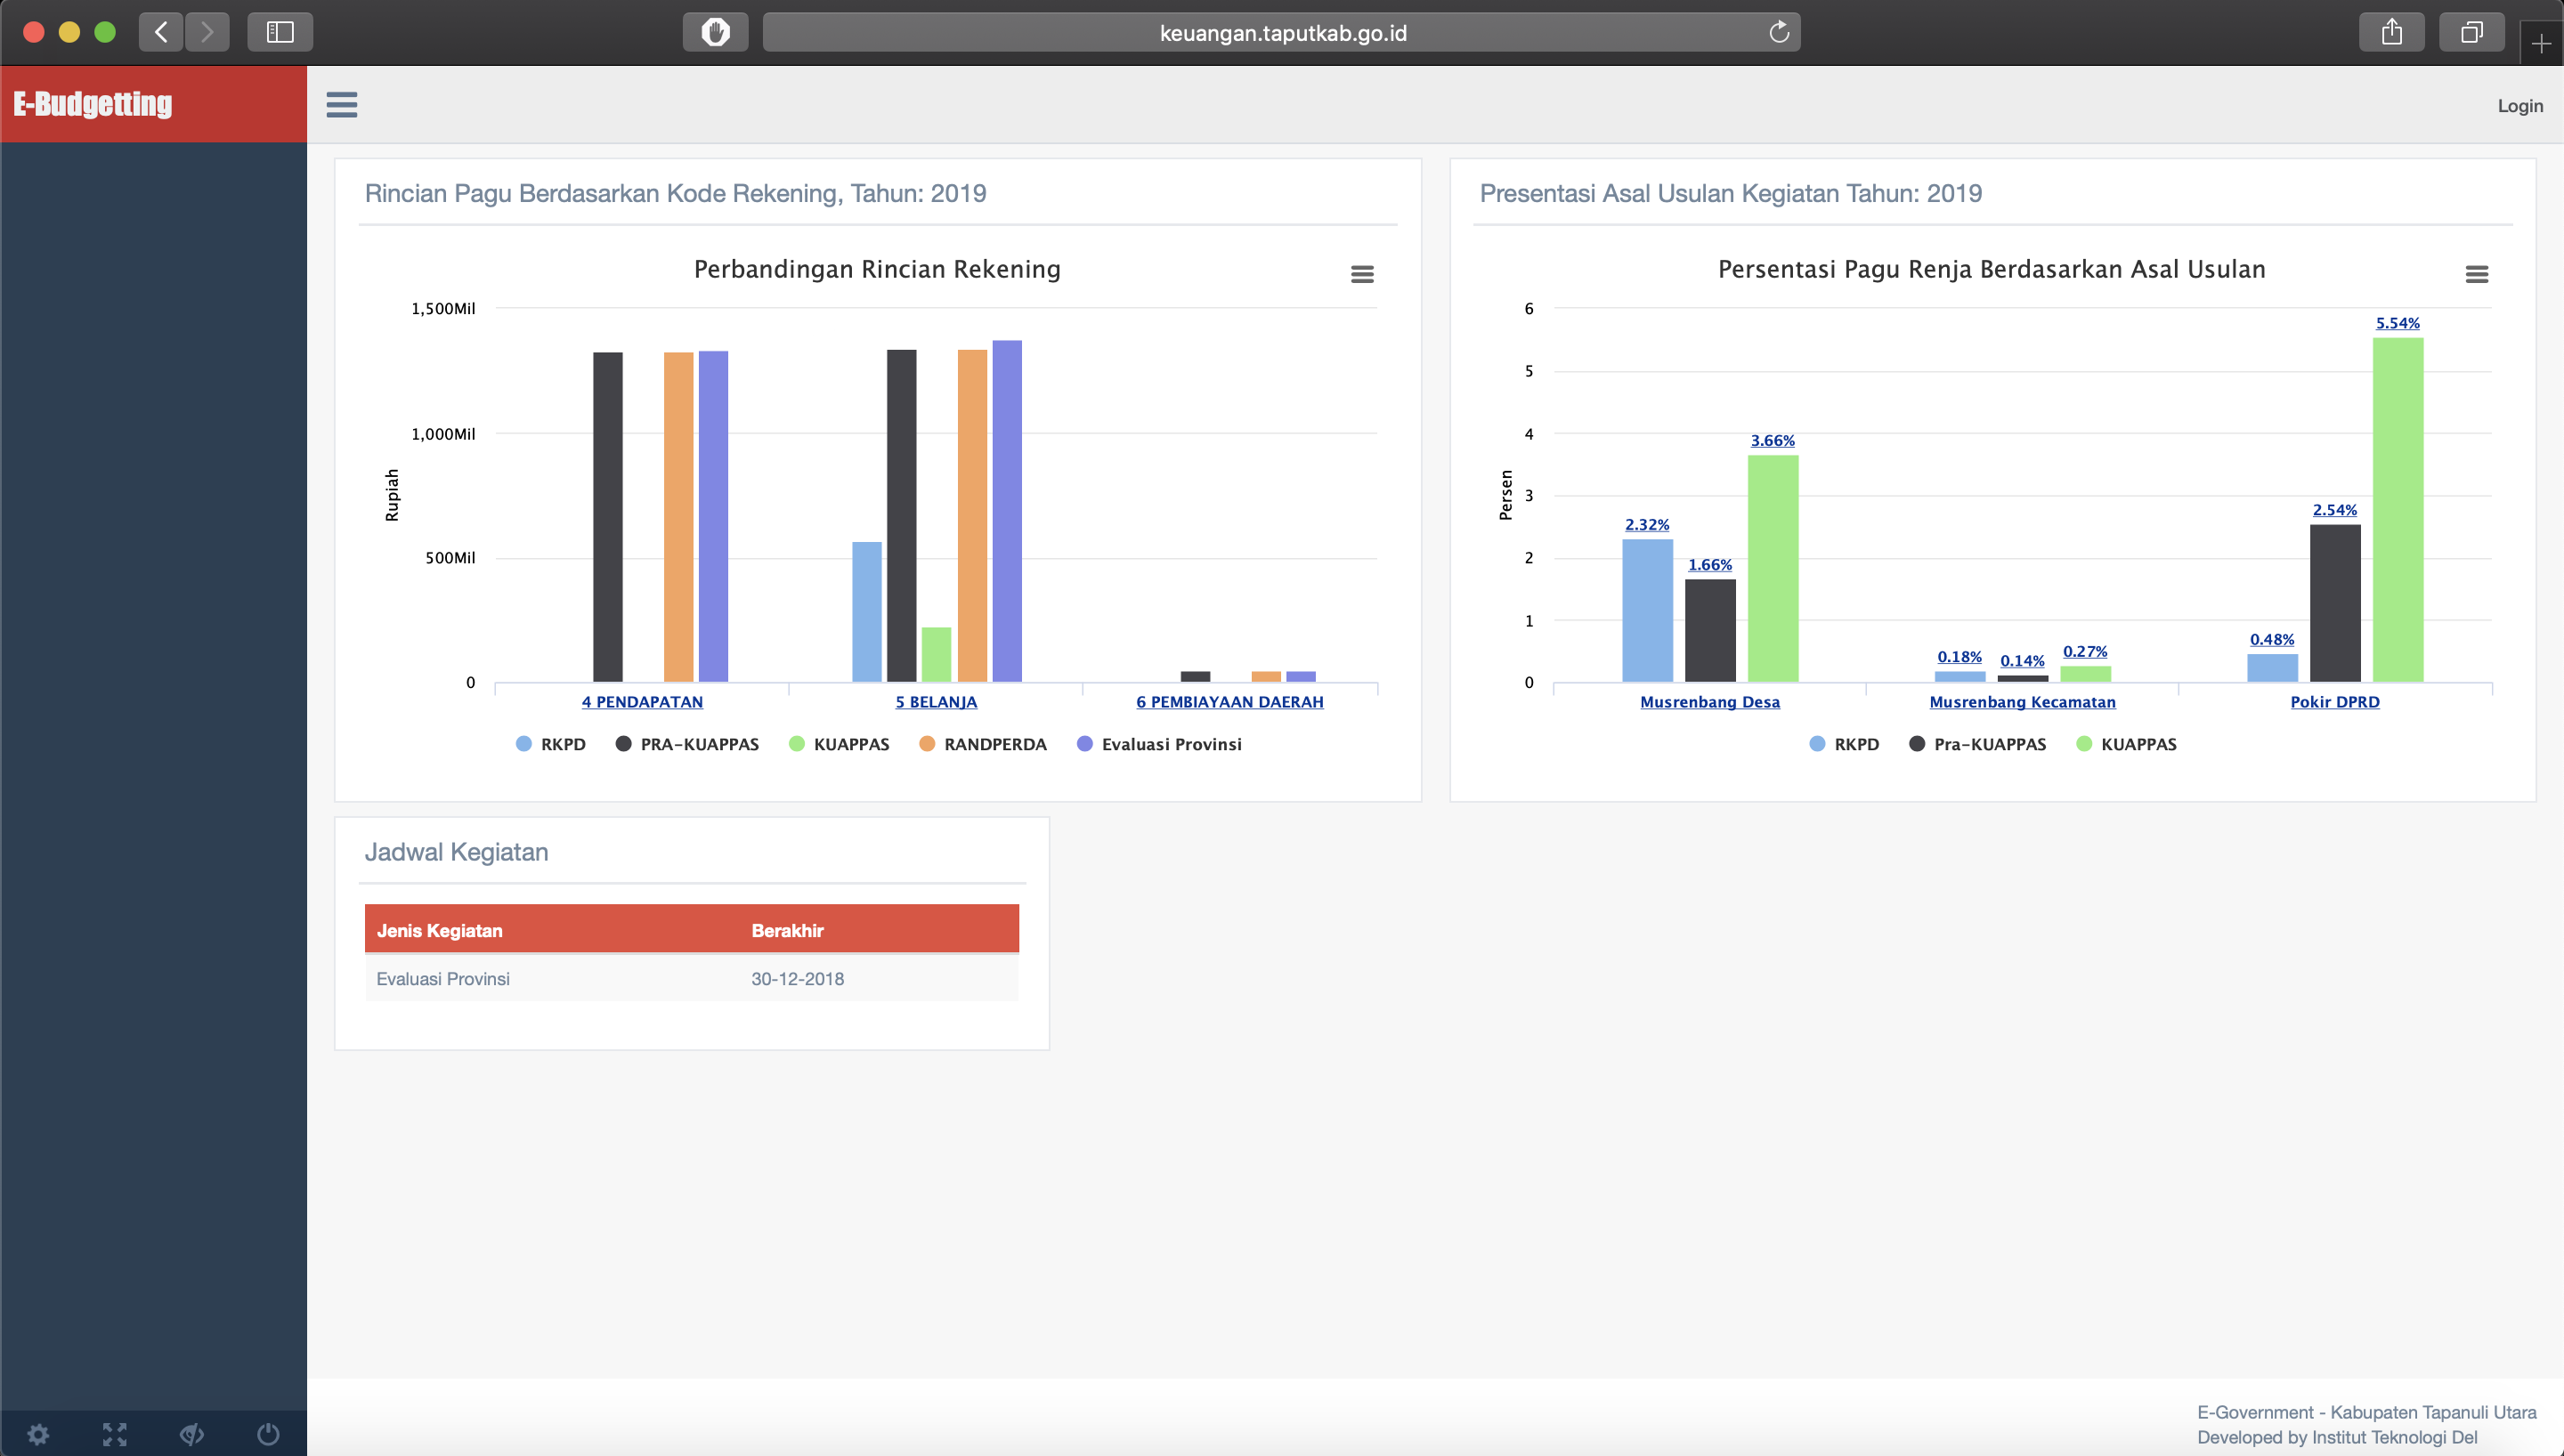 keuangan.taputkab.go.id
E-Budgetting
Login
Rincian Pagu Berdasarkan Kode Rekening, Tahun: 2019
Perbandingan Rincian Rekening
1,500Mil
1,000Mil
500Mil
0
Rupiah
4 PENDAPATAN
5 BELANJA
6 PEMBIAYAAN DAERAH
RKPD
PRA-KUAPPAS
KUAPPAS
RANDPERDA
Evaluasi Provinsi
Presentasi Asal Usulan Kegiatan Tahun: 2019
Persentasi Pagu Renja Berdasarkan Asal Usulan
6
5
4
3
2
1
0
Persen
2.32%
1.66%
3.66%
0.18%
0.14%
0.27%
0.48%
2.54%
5.54%
Musrenbang Desa
Musrenbang Kecamatan
Pokir DPRD
RKPD
Pra-KUAPPAS
KUAPPAS
Jadwal Kegiatan
Jenis Kegiatan
Berakhir
Evaluasi Provinsi
30-12-2018
E-Government - Kabupaten Tapanuli Utara
Developed by Institut Teknologi Del